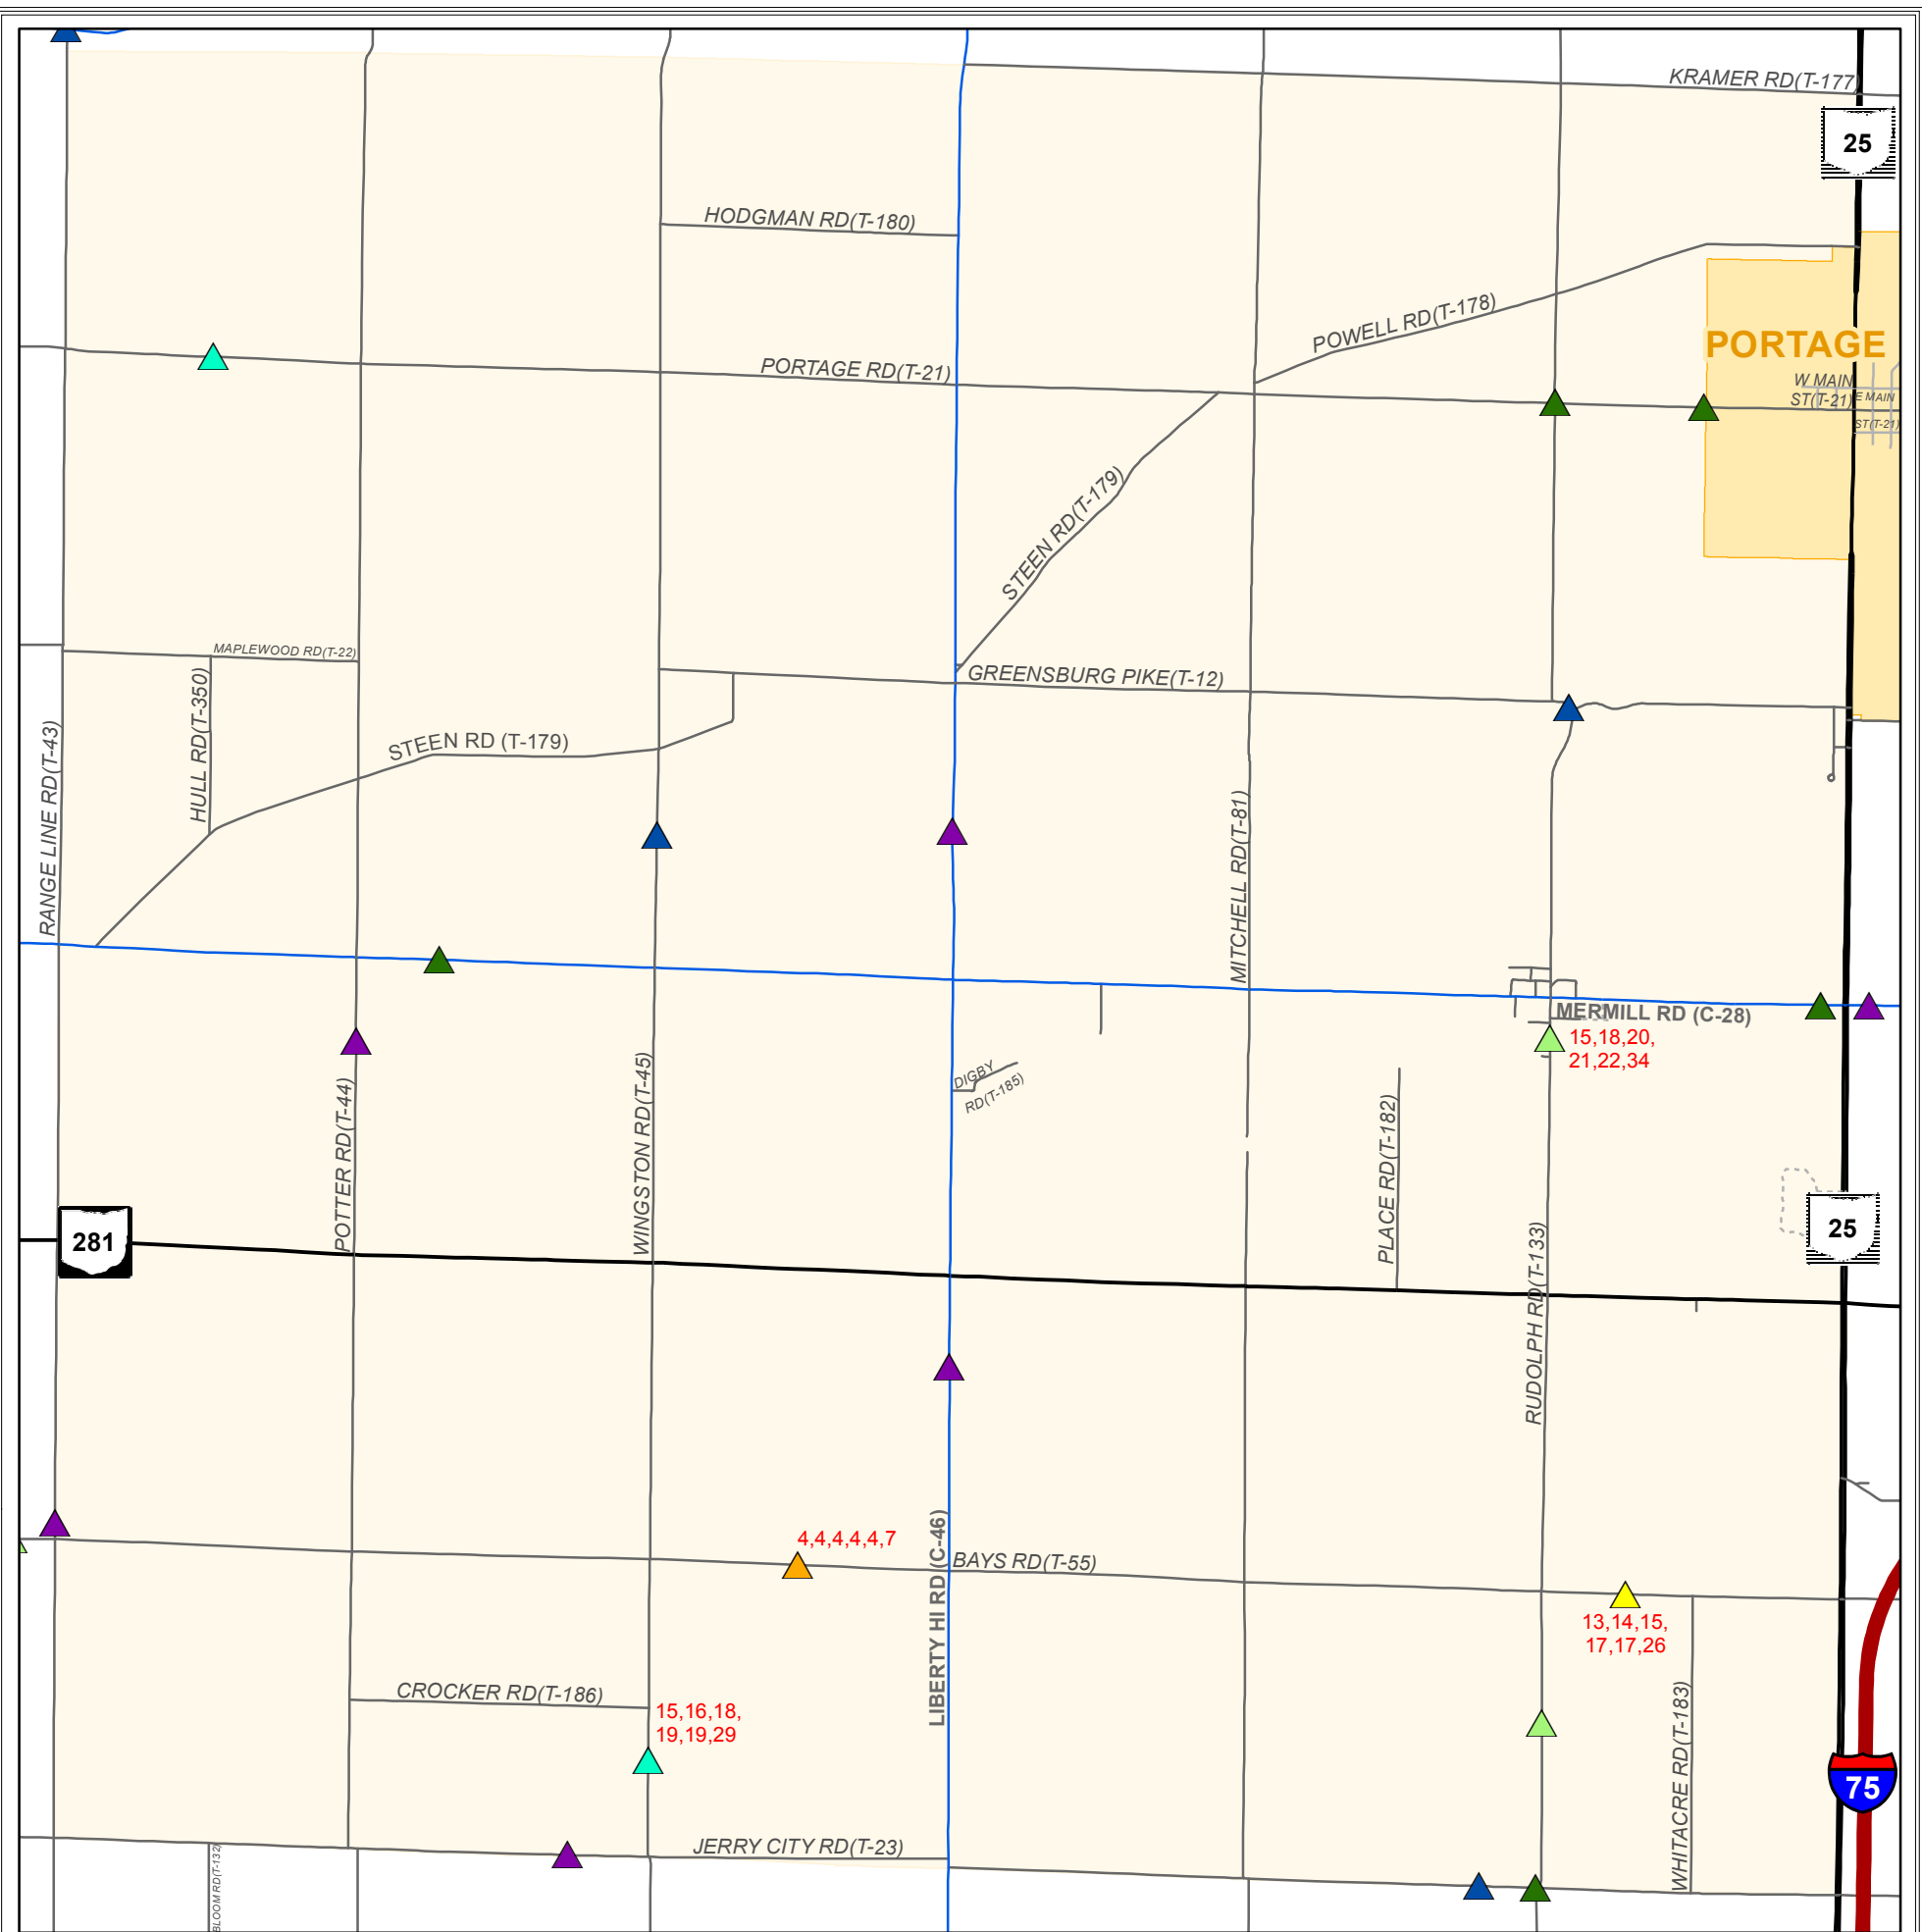 KRAMER RD(T-177)
25
HODGMAN RD(T-180)
POWELL RD(T-178)
PORTAGE
PORTAGE RD(T-21)
W MAIN
ST(T-21)
E MAIN
ST(T-21)
STEEN RD(T-179)
MAPLEWOOD RD(T-22)
HULL RD(T-350)
GREENSBURG PIKE(T-12)
RANGE LINE RD(T-43)
STEEN RD (T-179)
MITCHELL RD(T-81)
MERMILL RD (C-28)
15,18,20,
21,22,34
DIGBY
RD(T-185)
POTTER RD(T-44)
WINGSTON RD(T-45)
PLACE RD(T-182)
281
25
RUDOLPH RD(T-133)
4,4,4,4,4,7
LIBERTY HI RD (C-46)
BAYS RD(T-55)
13,14,15,
17,17,26
CROCKER RD(T-186)
15,16,18,
19,19,29
WHITACRE RD(T-183)
75
JERRY CITY RD(T-23)
BLOOM RD(T-132)